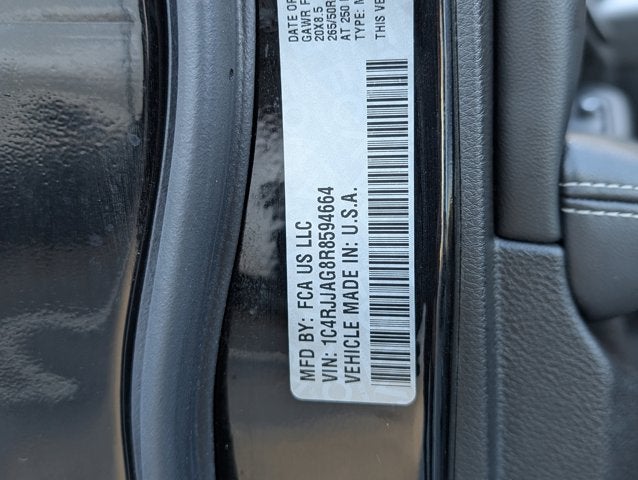 MFD BY: FCA US LLC
VIN: 1C4RJJAG8R8594664
VEHICLE MADE IN: U.S.A.
DATE OF
GAWR F
20X8.5
265/50R
AT 250
TYPE:
THIS VE